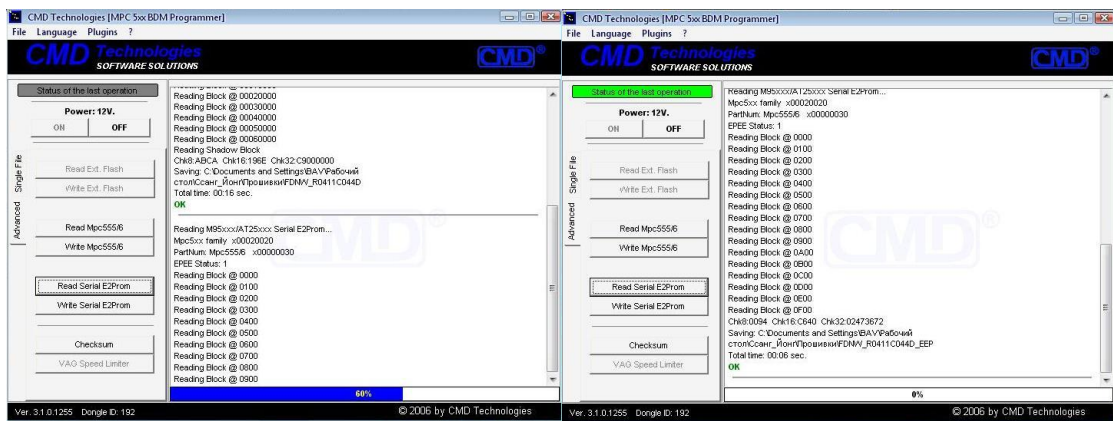 CMD Technologies [MPC 5xx BDM Programmer]
File Language Plugins ?
CMD Technologies
SOFTWARE SOLUTIONS
CMD®
Status of the last operation
Power: 12V.
ON OFF
Single File
Advanced
Read Ext. Flash
Write Ext. Flash
Read Mpc555/6
Write Mpc555/6
Read Serial E2Prom
Write Serial E2Prom
Checksum
VAG Speed Limiter
Reading Block @ 00020000
Reading Block @ 00030000
Reading Block @ 00040000
Reading Block @ 00050000
Reading Block @ 00060000
Reading Shadow Block
Chk8:ABCA Chk16:196E Chk32:C9000000
Saving: C:\Documents and Settings\BAV\Рабочий
стол\Ссанг_Йонг\Прошивки\FDNW_R0411C044D
Total time: 00:16 sec.
OK
Reading M95xxx/AT25xxx Serial E2Prom...
Mpc5xx family x00020020
PartNum: Mpc555/6 x00000030
EPEE Status: 1
Reading Block @ 0000
Reading Block @ 0100
Reading Block @ 0200
Reading Block @ 0300
Reading Block @ 0400
Reading Block @ 0500
Reading Block @ 0600
Reading Block @ 0700
Reading Block @ 0800
Reading Block @ 0900
CMD®
60%
Ver. 3.1.0.1255 Dongle ID: 192
© 2006 by CMD Technologies
CMD Technologies [MPC 5xx BDM Programmer]
File Language Plugins ?
CMD Technologies
SOFTWARE SOLUTIONS
CMD®
Status of the last operation
Power: 12V.
ON OFF
Single File
Advanced
Read Ext. Flash
Write Ext. Flash
Read Mpc555/6
Write Mpc555/6
Read Serial E2Prom
Write Serial E2Prom
Checksum
VAG Speed Limiter
Reading M95xxx/AT25xxx Serial E2Prom...
Mpc5xx family x00020020
PartNum: Mpc555/6 x00000030
EPEE Status: 1
Reading Block @ 0000
Reading Block @ 0100
Reading Block @ 0200
Reading Block @ 0300
Reading Block @ 0400
Reading Block @ 0500
Reading Block @ 0600
Reading Block @ 0700
Reading Block @ 0800
Reading Block @ 0900
Reading Block @ 0A00
Reading Block @ 0B00
Reading Block @ 0C00
Reading Block @ 0D00
Reading Block @ 0E00
Reading Block @ 0F00
Chk8:0094 Chk16:C640 Chk32:02473672
Saving: C:\Documents and Settings\BAV\Рабочий
стол\Ссанг_Йонг\Прошивки\FDNW_R0411C044D_EEP
Total time: 00:06 sec.
OK
CMD®
0%
Ver. 3.1.0.1255 Dongle ID: 192
© 2006 by CMD Technologies